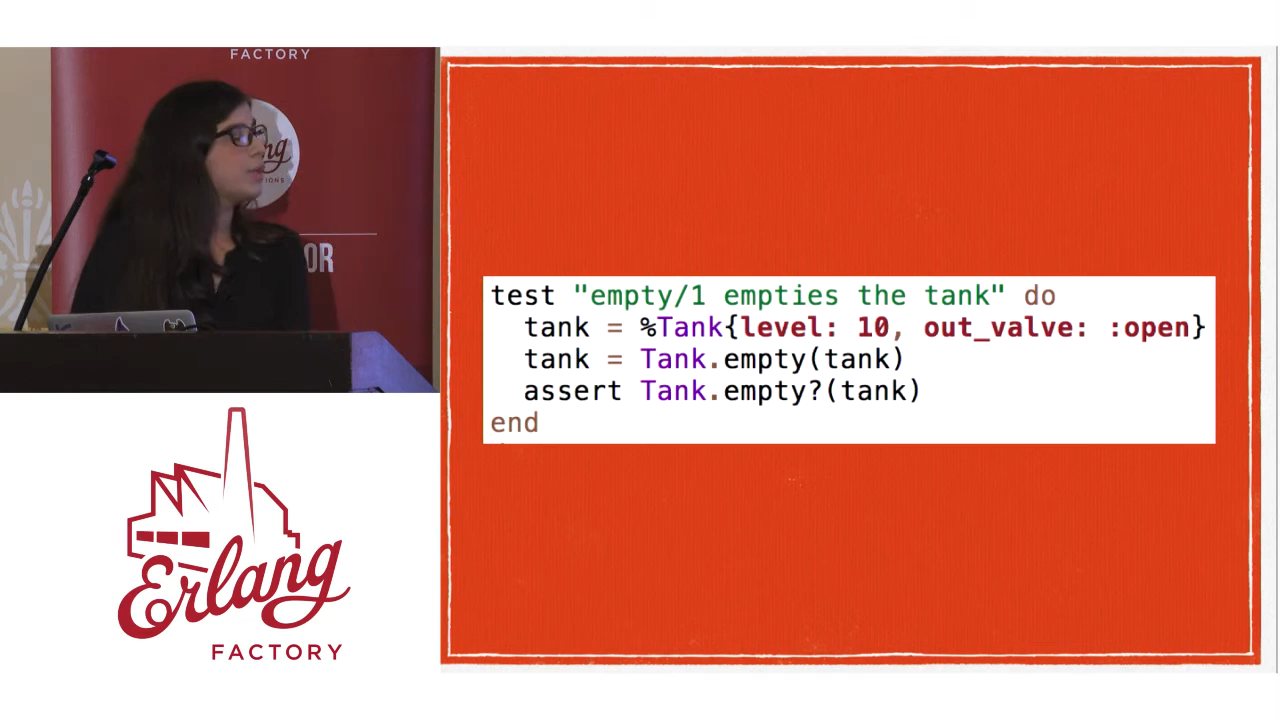 FACTORY
OR
test "empty/1 empties the tank" do
  tank = %Tank{level: 10, out_valve: :open}
  tank = Tank.empty(tank)
  assert Tank.empty?(tank)
end
Erlang
FACTORY